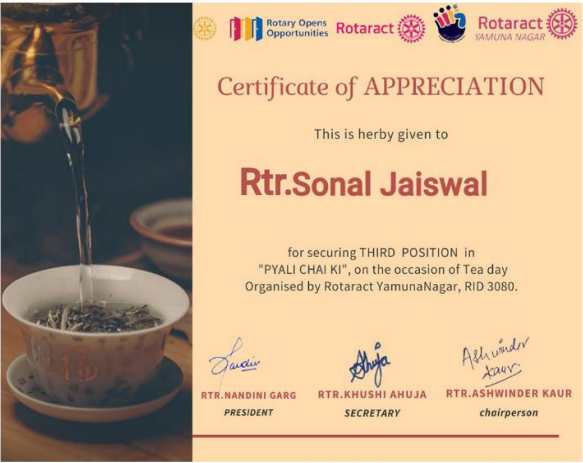 Rotary Opens
Opportunities
Rotaract
Rotaract
YAMUNA NAGAR
Certificate of APPRECIATION
This is herby given to
Rtr.Sonal Jaiswal
for securing THIRD POSITION in
"PYALI CHAI KI", on the occasion of Tea day
Organised by Rotaract YamunaNagar, RID 3080.
Nandini
Ahuja
Ashwinder
Kaur
RTR.NANDINI GARG
RTR.KHUSHI AHUJA
RTR.ASHWINDER KAUR
PRESIDENT
SECRETARY
chairperson